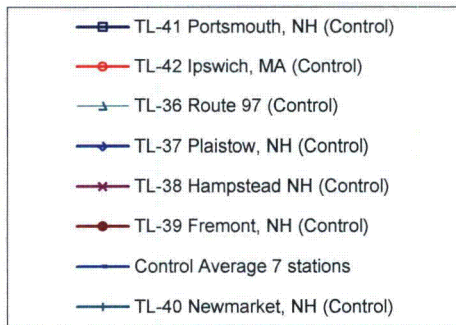 TL-41 Portsmouth, NH (Control)
TL-42 Ipswich, MA (Control)
TL-36 Route 97 (Control)
TL-37 Plaistow, NH (Control)
TL-38 Hampstead NH (Control)
TL-39 Fremont, NH (Control)
Control Average 7 stations
TL-40 Newmarket, NH (Control)